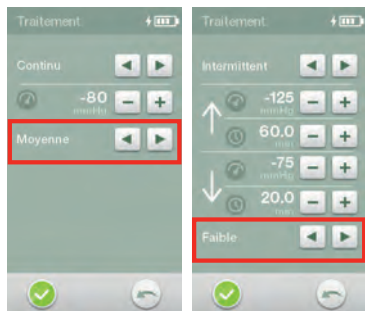 Traitement
Continu
-80
mmHg
Moyenne
Traitement
Intermittent
-125
mmHg
60.0
min
-75
mmHg
20.0
min
Faible